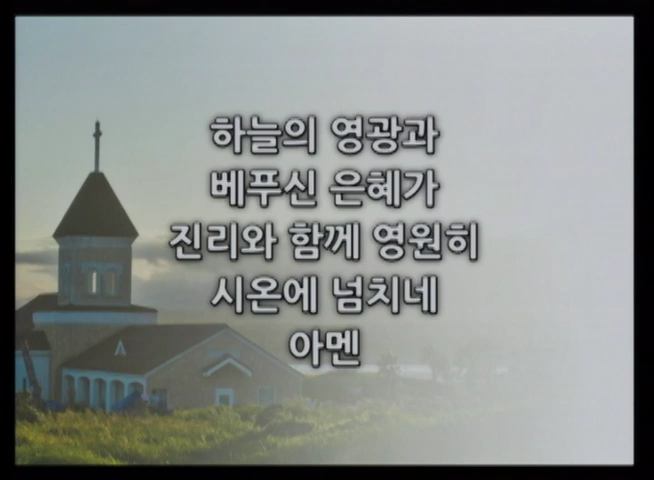 하늘의 영광과
베푸신 은혜가
진리와 함께 영원히
시온에 넘치네
아멘